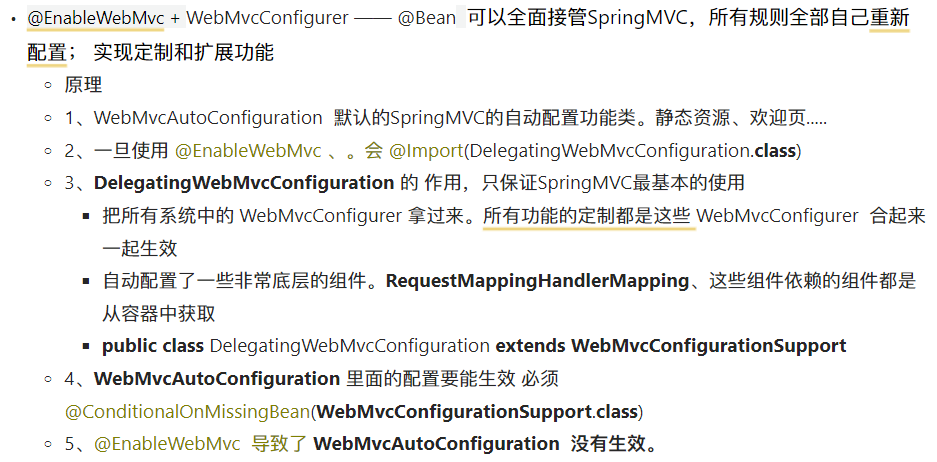 • @EnableWebMvc + WebMvcConfigurer —— @Bean 可以全面接管SpringMVC，所有规则全部自己重新
配置； 实现定制和扩展功能
○ 原理
○ 1、WebMvcAutoConfiguration 默认的SpringMVC的自动配置功能类。静态资源、欢迎页.....
○ 2、一旦使用 @EnableWebMvc 、。会 @Import(DelegatingWebMvcConfiguration.class)
○ 3、DelegatingWebMvcConfiguration 的 作用，只保证SpringMVC最基本的使用
■ 把所有系统中的 WebMvcConfigurer 拿过来。所有功能的定制都是这些 WebMvcConfigurer 合起来
一起生效
■ 自动配置了一些非常底层的组件。RequestMappingHandlerMapping、这些组件依赖的组件都是
从容器中获取
■ public class DelegatingWebMvcConfiguration extends WebMvcConfigurationSupport
○ 4、WebMvcAutoConfiguration 里面的配置要能生效 必须
@ConditionalOnMissingBean(WebMvcConfigurationSupport.class)
○ 5、@EnableWebMvc 导致了 WebMvcAutoConfiguration 没有生效。